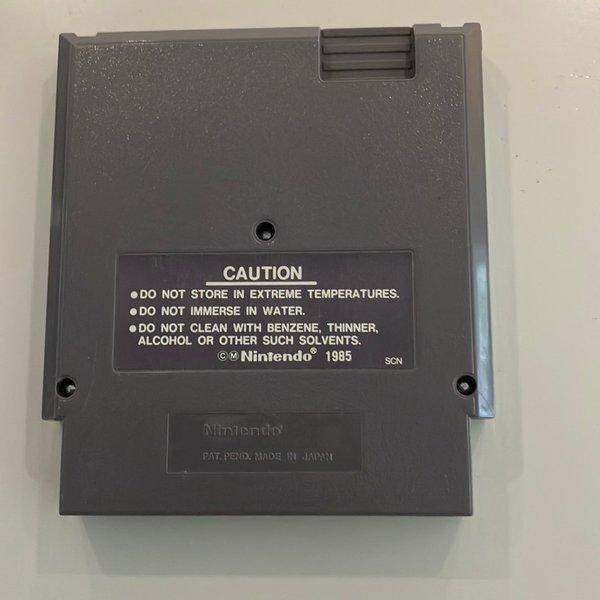 CAUTION
●DO NOT STORE IN EXTREME TEMPERATURES.
●DO NOT IMMERSE IN WATER.
●DO NOT CLEAN WITH BENZENE, THINNER,
ALCOHOL OR OTHER SUCH SOLVENTS.
ⒸⓂNintendo® 1985 SCN
Nintendo®
PAT. PEND. MADE IN JAPAN